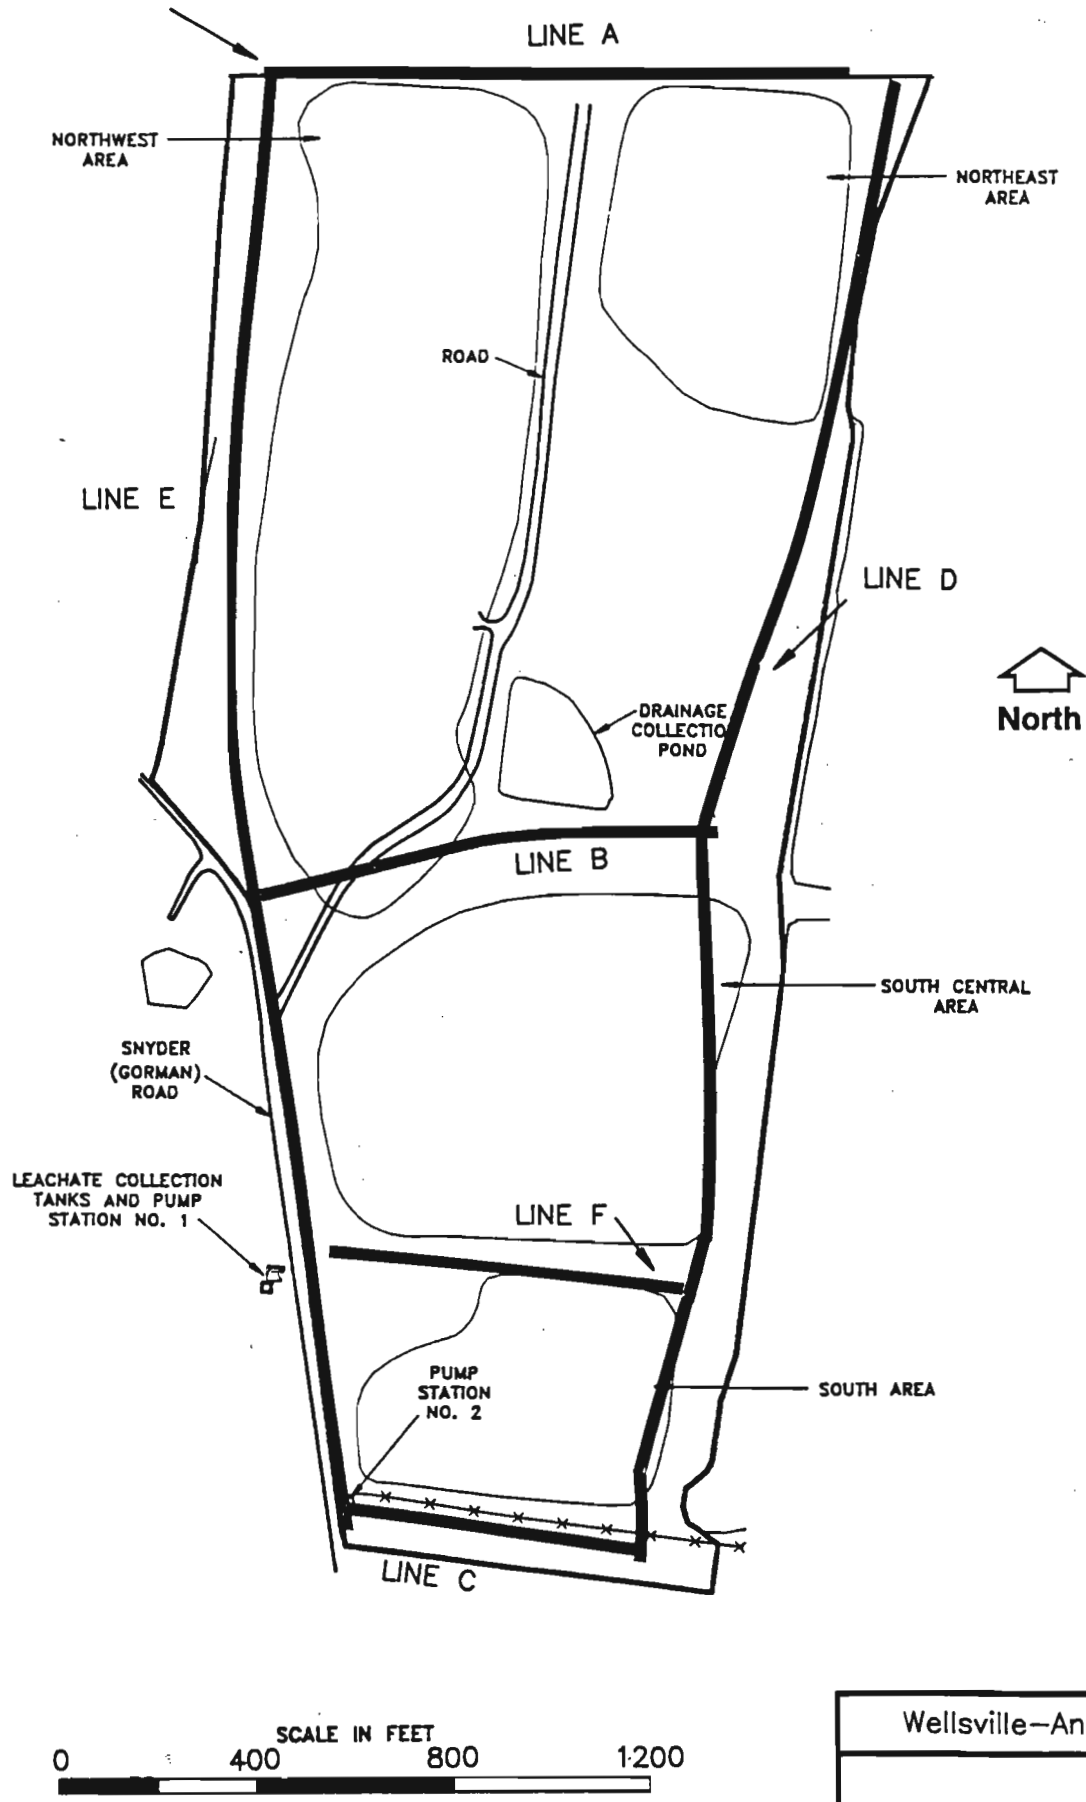 LINE A
NORTHWEST
AREA
NORTHEAST
AREA
ROAD
LINE E
LINE D
North
DRAINAGE
COLLECTIO
POND
LINE B
SOUTH CENTRAL
AREA
SNYDER
(GORMAN)
ROAD
LEACHATE COLLECTION
TANKS AND PUMP
STATION NO. 1
LINE F
PUMP
STATION
NO. 2
SOUTH AREA
LINE C
Wellsville-An
SCALE IN FEET
0 400 800 1200